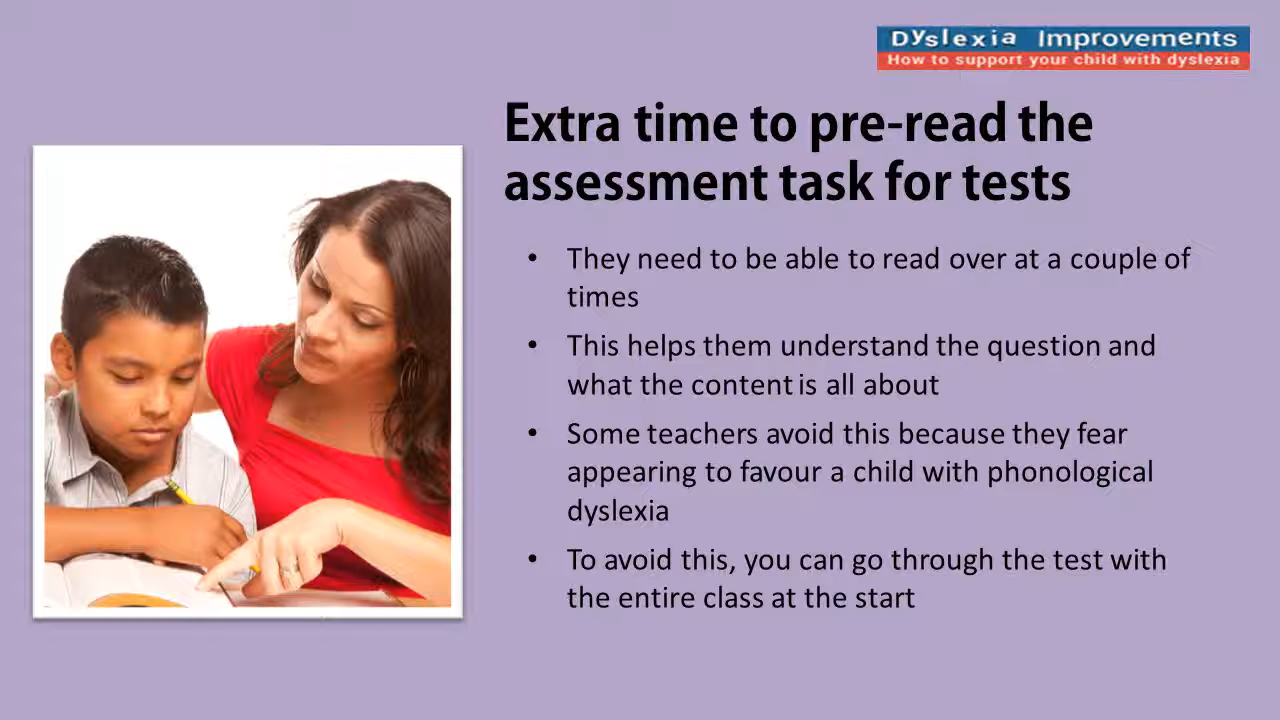 Dyslexia Improvements
How to support your child with dyslexia
Extra time to pre-read the
assessment task for tests
• They need to be able to read over at a couple of
times
• This helps them understand the question and
what the content is all about
• Some teachers avoid this because they fear
appearing to favour a child with phonological
dyslexia
• To avoid this, you can go through the test with
the entire class at the start